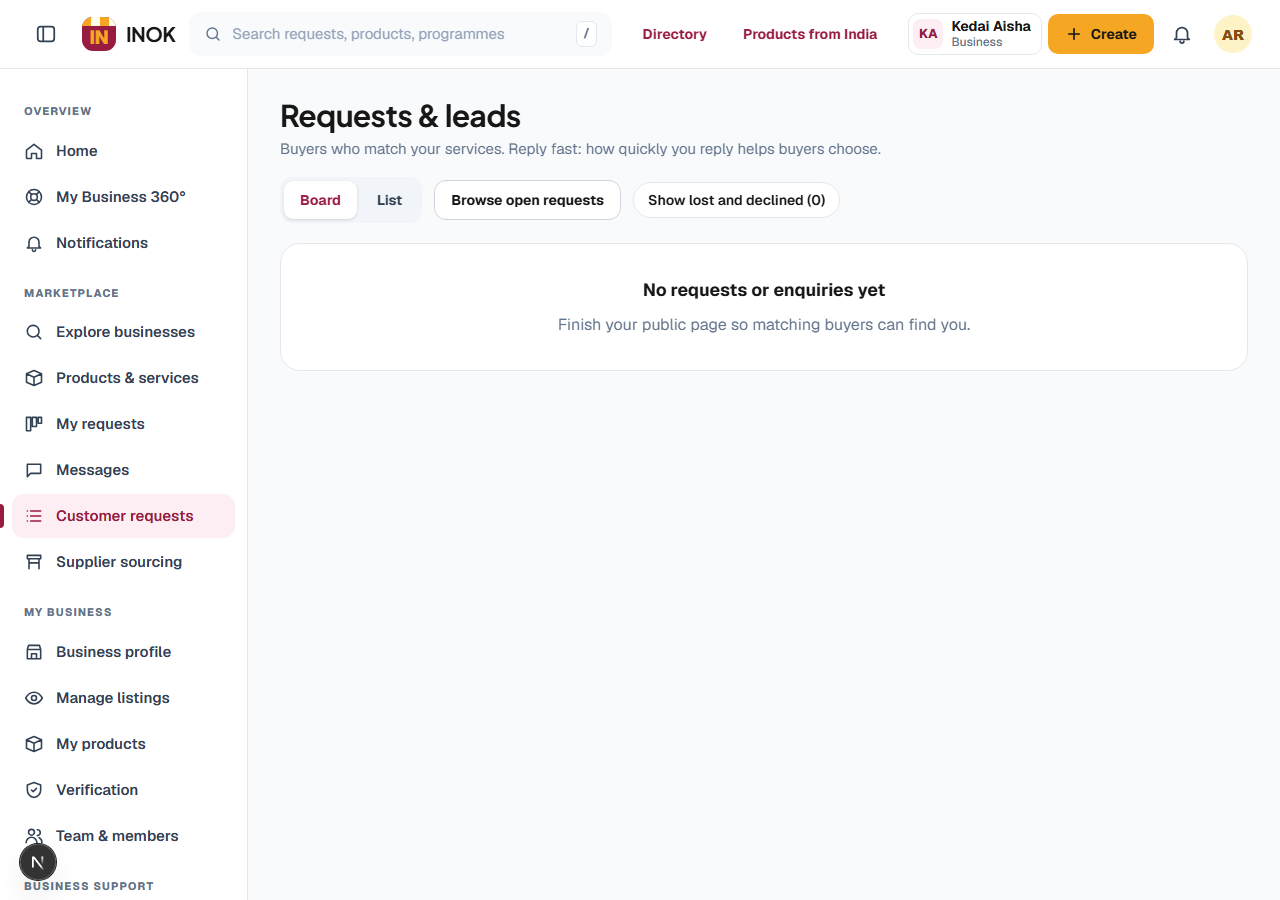 IN INOK
Search requests, products, programmes /
Directory
Products from India
KA Kedai Aisha
Business
Create
AR
OVERVIEW
Home
My Business 360°
Notifications
MARKETPLACE
Explore businesses
Products & services
My requests
Messages
Customer requests
Supplier sourcing
MY BUSINESS
Business profile
Manage listings
My products
Verification
Team & members
N
BUSINESS SUPPORT
Requests & leads
Buyers who match your services. Reply fast: how quickly you reply helps buyers choose.
Board List Browse open requests Show lost and declined (0)
No requests or enquiries yet
Finish your public page so matching buyers can find you.